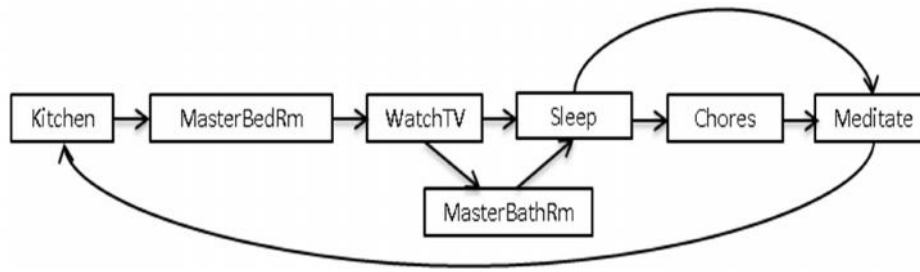 Kitchen
MasterBedRm
WatchTV
Sleep
Chores
Meditate
MasterBathRm